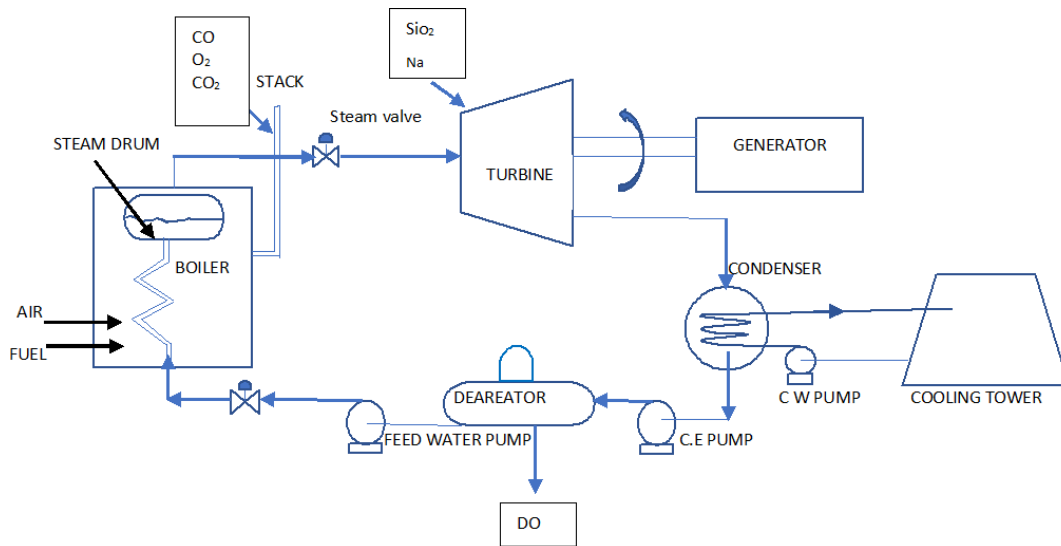 CO
O₂
CO₂
STACK
Sio₂
Na
Steam valve
STEAM DRUM
GENERATOR
TURBINE
BOILER
CONDENSER
AIR
FUEL
DEAREATOR
C W PUMP
COOLING TOWER
FEED WATER PUMP
C.E PUMP
DO